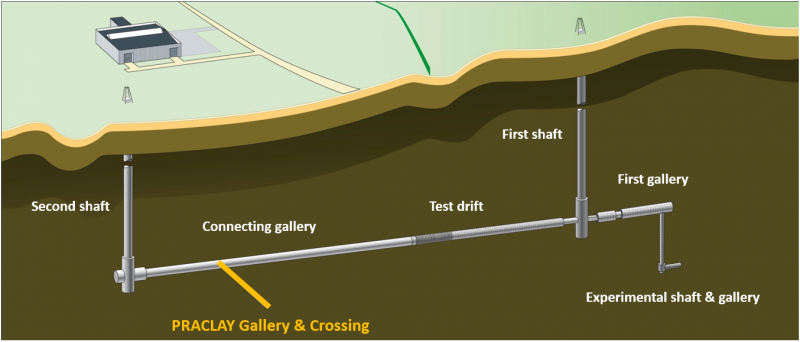 First shaft
First gallery
Second shaft
Test drift
Connecting gallery
Experimental shaft & gallery
PRACLAY Gallery & Crossing